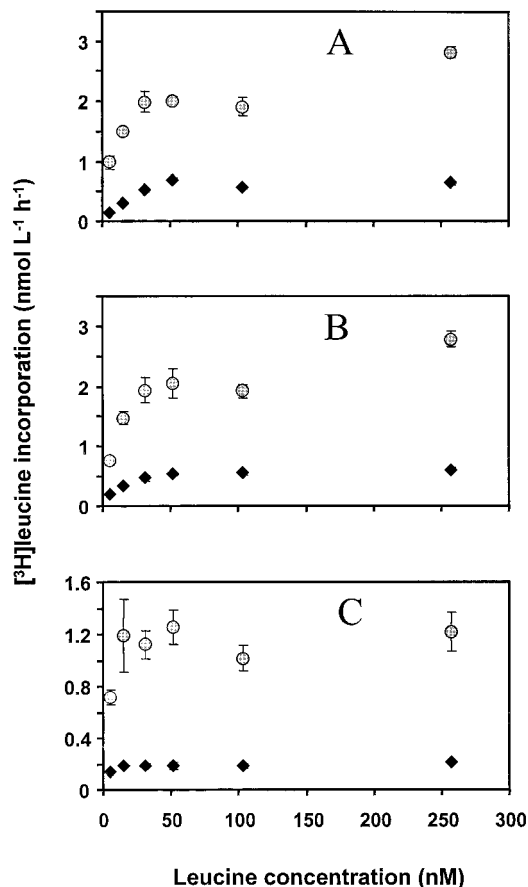 [³H]leucine incorporation (nmol L⁻¹ h⁻¹)
A
3
2
1
0
B
3
2
1
0
C
1.6
1.2
0.8
0.4
0
0 50 100 150 200 250 300
Leucine concentration (nM)